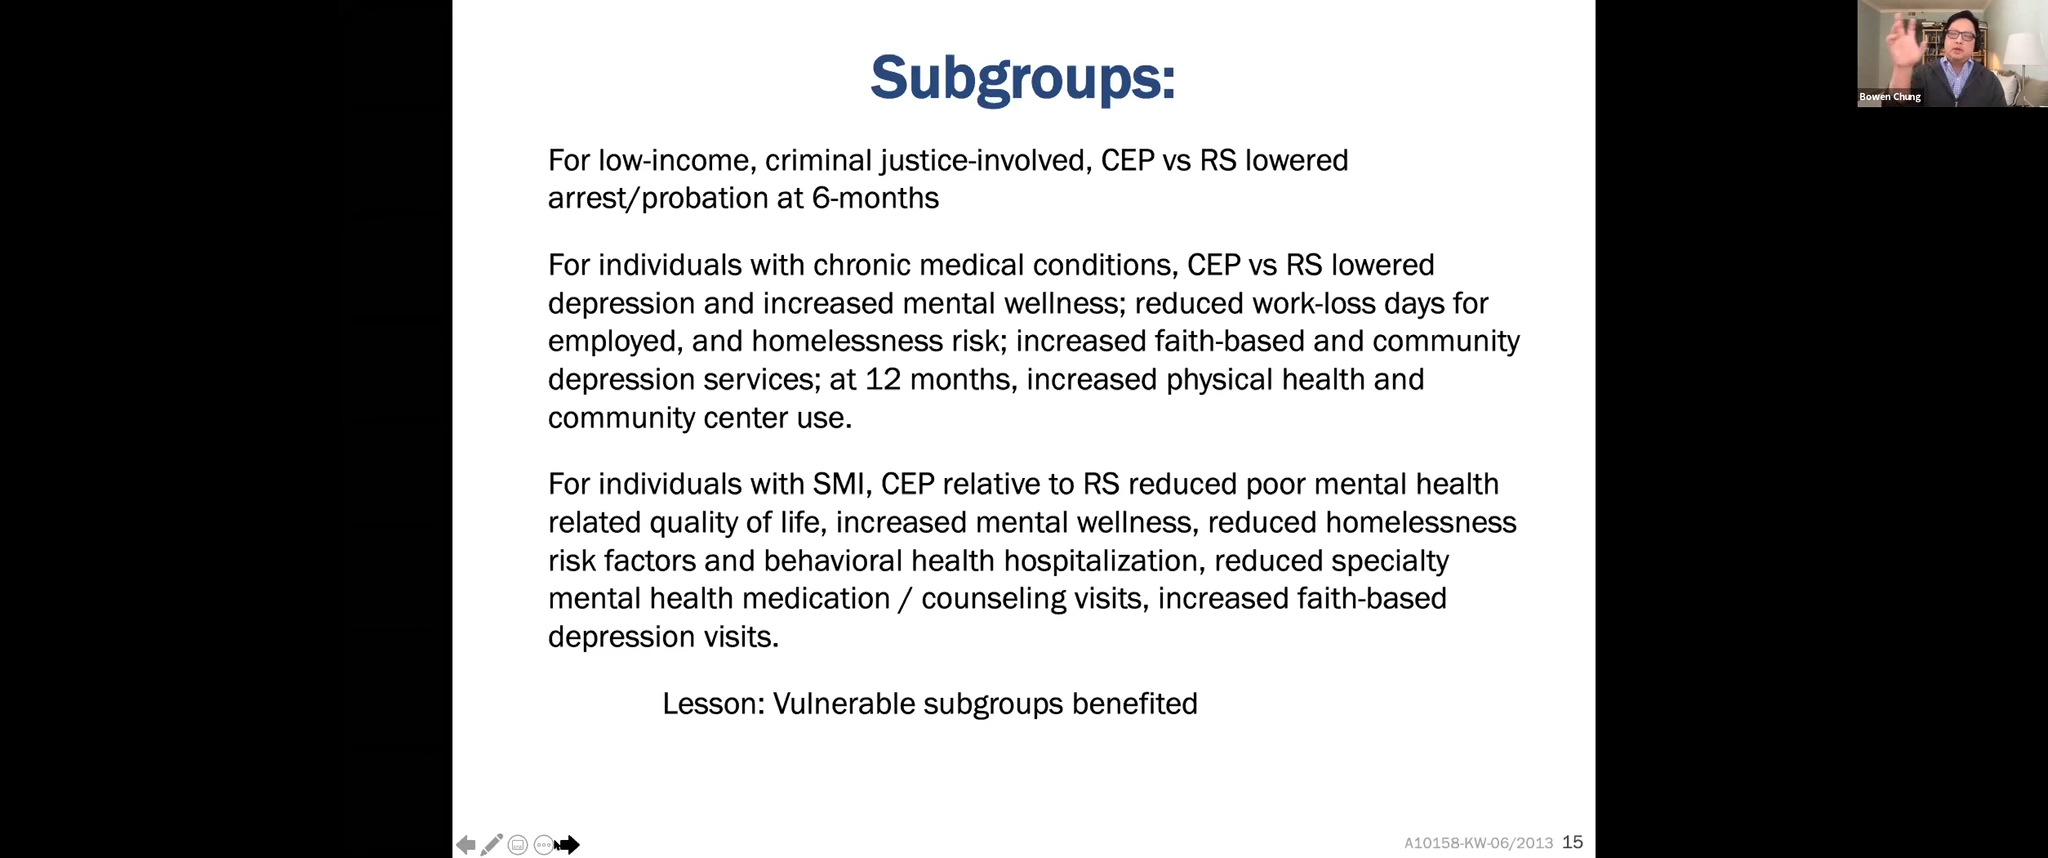 Subgroups:
For low-income, criminal justice-involved, CEP vs RS lowered
arrest/probation at 6-months
For individuals with chronic medical conditions, CEP vs RS lowered
depression and increased mental wellness; reduced work-loss days for
employed, and homelessness risk; increased faith-based and community
depression services; at 12 months, increased physical health and
community center use.
For individuals with SMI, CEP relative to RS reduced poor mental health
related quality of life, increased mental wellness, reduced homelessness
risk factors and behavioral health hospitalization, reduced specialty
mental health medication / counseling visits, increased faith-based
depression visits.
Lesson: Vulnerable subgroups benefited
A10158-KW-06/2013 15
Bowen Chung